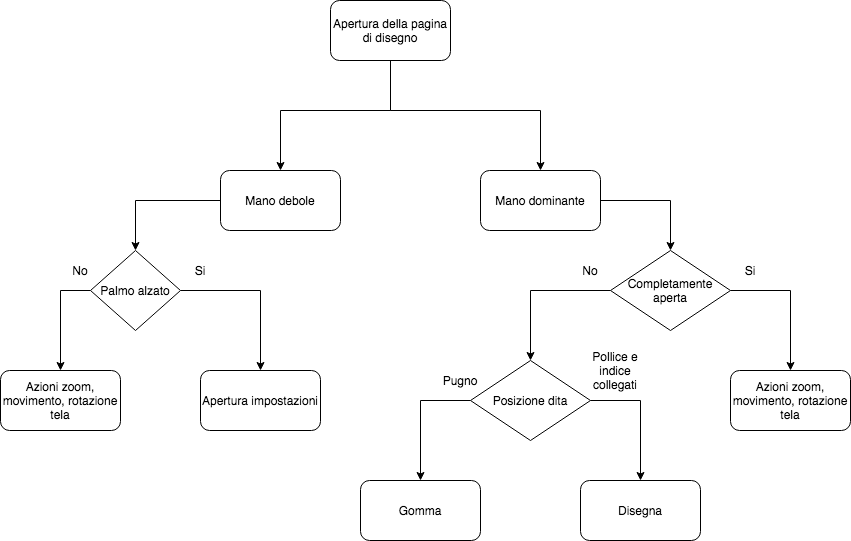 Apertura della pagina
di disegno
Mano debole
Mano dominante
No
Palmo alzato
Si
No
Completamente
aperta
Si
Azioni zoom,
movimento, rotazione
tela
Apertura impostazioni
Pugno
Posizione dita
Pollice e
indice
collegati
Azioni zoom,
movimento, rotazione
tela
Gomma
Disegna